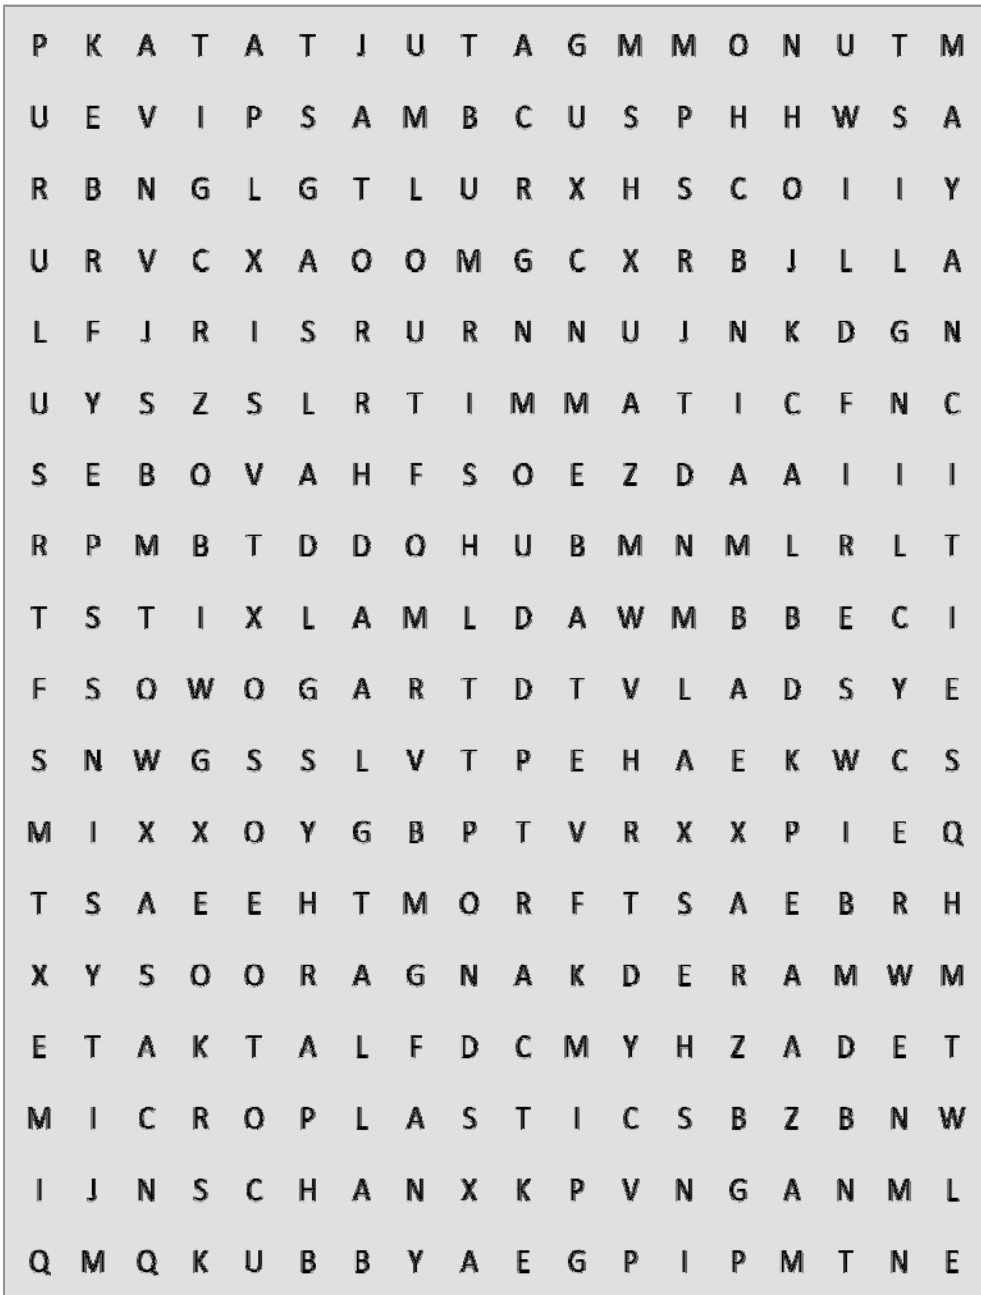 P K A T A T J U T A G M M O N U T M
U E V I P S A M B C U S P H H W S A
R B N G L G T L U R X H S C O I I Y
U R V C X A O O M G C X R B J L L A
L F J R I S R U R N N U J N K D G N
U Y S Z S L R T I M M A T I C F N C
S E B O V A H F S O E Z D A A I I I
R P M B T D D O H U B M N M L R L T
T S T I X L A M L D A W M B B E C I
F S O W O G A R T D T V L A D S Y E
S N W G S S L V T P E H A E K W C S
M I X X O Y G B P T V R X X P I E Q
T S A E E H T M O R F T S A E B R H
X Y S O O R A G N A K D E R A M W M
E T A K T A L F D C M Y H Z A D E T
M I C R O P L A S T I C S B Z B N W
I J N S C H A N X K P V N G A N M L
Q M Q K U B B Y A E G P I P M T N E